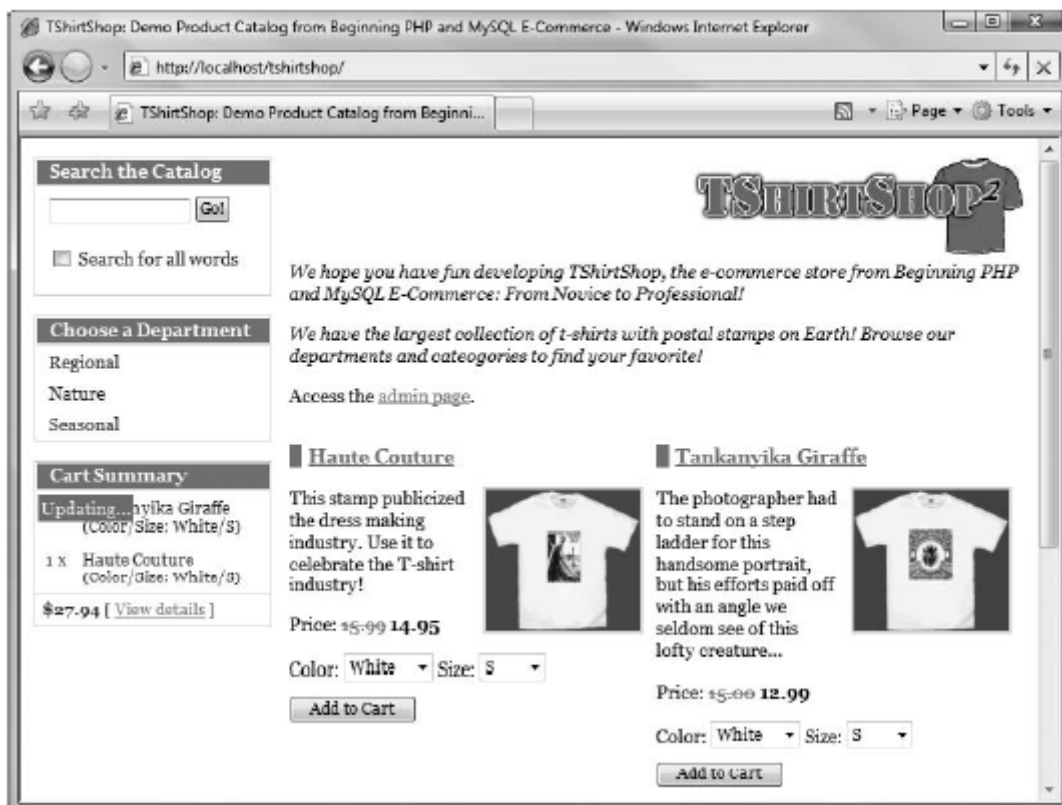 TShirtShop: Demo Product Catalog from Beginning PHP and MySQL E-Commerce - Windows Internet Explorer
http://localhost/tshirtshop/
TShirtShop: Demo Product Catalog from Beginni...
Page
Tools
Search the Catalog
Go!
Search for all words
Choose a Department
Regional
Nature
Seasonal
Cart Summary
Updating...nyika Giraffe
(Color/Size: White/S)
1 x Haute Couture
(Color/Size: White/S)
$27.94 [ View details ]
TShirtShop2
We hope you have fun developing TShirtShop, the e-commerce store from Beginning PHP
and MySQL E-Commerce: From Novice to Professional!
We have the largest collection of t-shirts with postal stamps on Earth! Browse our
departments and cateogories to find your favorite!
Access the admin page.
Haute Couture
This stamp publicized
the dress making
industry. Use it to
celebrate the T-shirt
industry!
Price: 15.99 14.95
Color: White Size: S
Add to Cart
Tankanyika Giraffe
The photographer had
to stand on a step
ladder for this
handsome portrait,
but his efforts paid off
with an angle we
seldom see of this
lofty creature...
Price: 15.00 12.99
Color: White Size: S
Add to Cart